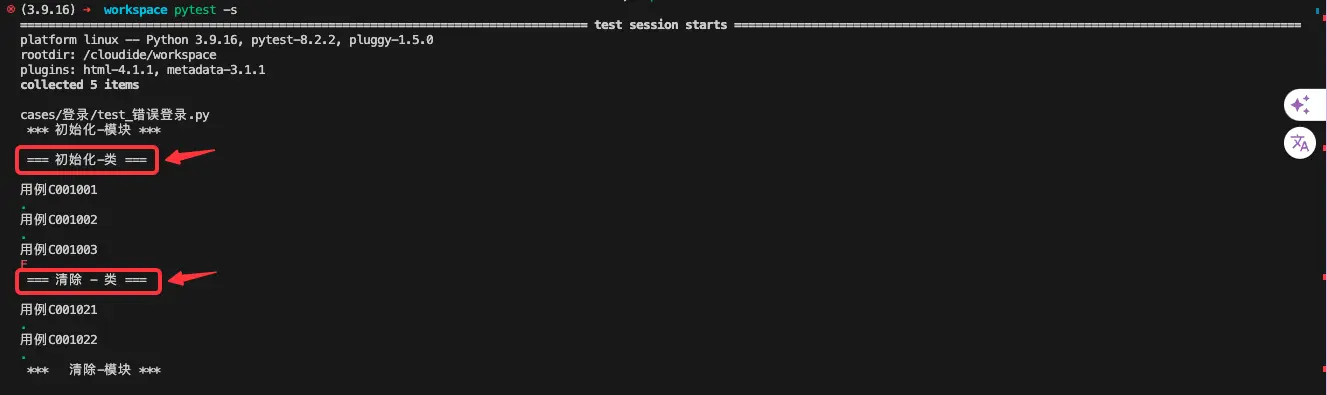 (3.9.16) ➜ workspace pytest -s
=== test session starts ===
platform linux -- Python 3.9.16, pytest-8.2.2, pluggy-1.5.0
rootdir: /cloudide/workspace
plugins: html-4.1.1, metadata-3.1.1
collected 5 items
cases/登录/test_错误登录.py
*** 初始化-模块 ***
=== 初始化-类 ===
用例C001001
.
用例C001002
.
用例C001003
F
=== 清除 - 类 ===
用例C001021
.
用例C001022
.
*** 清除-模块 ***